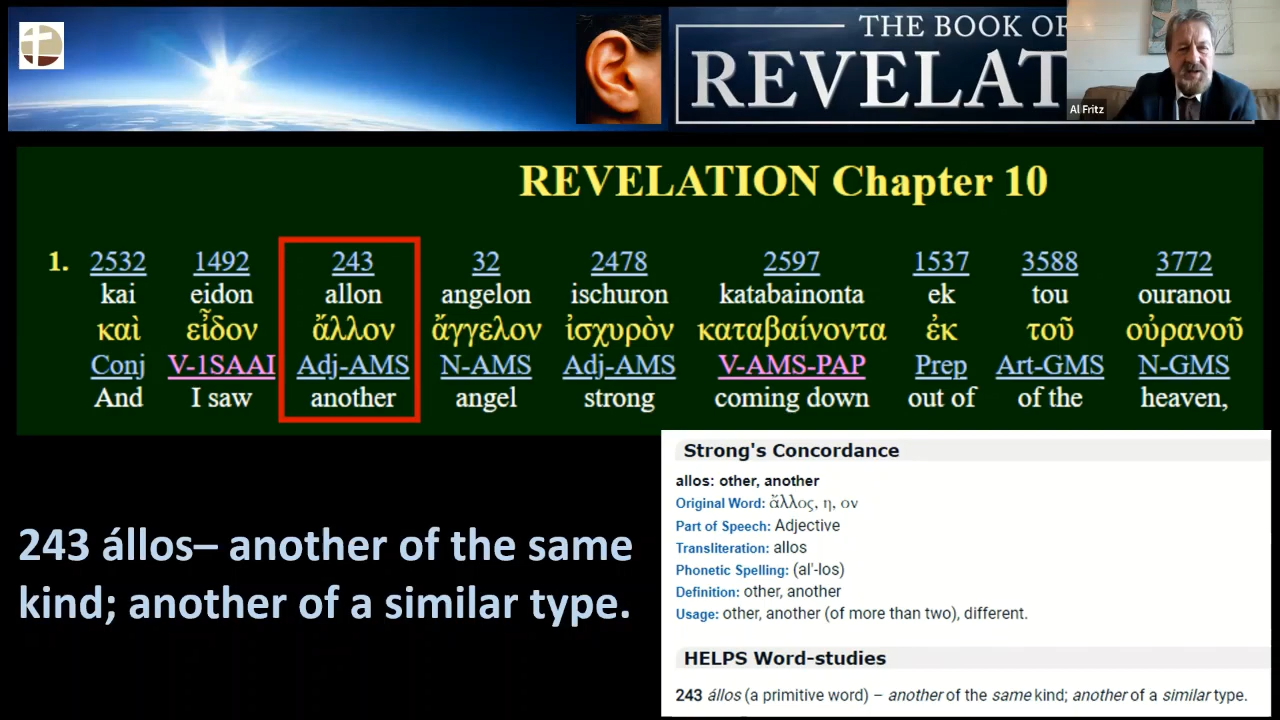 THE BOOK OF
REVELAT
Al Fritz
REVELATION Chapter 10
1. 2532 1492 243 32 2478 2597 1537 3588 3772
kai eidon allon angelon ischuron katabainonta ek tou ouranou
καὶ εἶδον ἄλλον ἄγγελον ἰσχυρὸν καταβαίνοντα ἐκ τοῦ οὐρανοῦ
Conj V-1SAAI Adj-AMS N-AMS Adj-AMS V-AMS-PAP Prep Art-GMS N-GMS
And I saw another angel strong coming down out of of the heaven,
243 állos– another of the same
kind; another of a similar type.
Strong's Concordance
allos: other, another
Original Word: ἄλλος, η, ον
Part of Speech: Adjective
Transliteration: allos
Phonetic Spelling: (al'-los)
Definition: other, another
Usage: other, another (of more than two), different.
HELPS Word-studies
243 állos (a primitive word) – another of the same kind; another of a similar type.